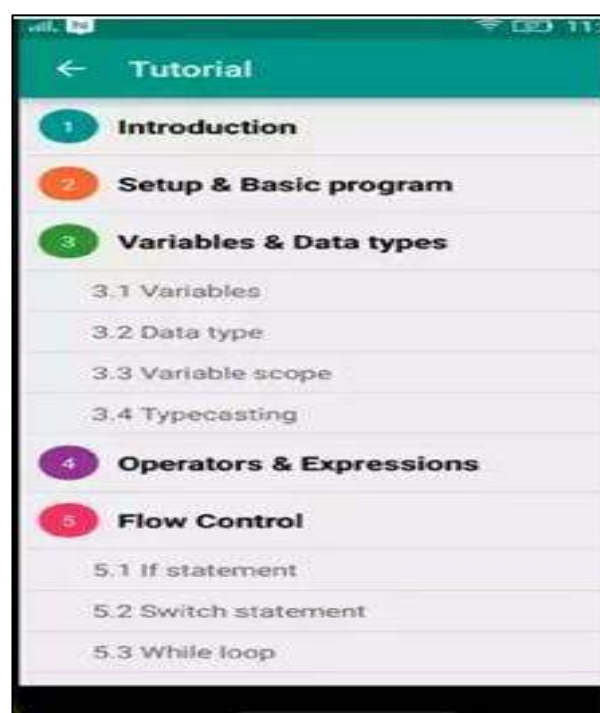 ← Tutorial
1 Introduction
2 Setup & Basic program
3 Variables & Data types
3.1 Variables
3.2 Data type
3.3 Variable scope
3.4 Typecasting
4 Operators & Expressions
5 Flow Control
5.1 If statement
5.2 Switch statement
5.3 While loop